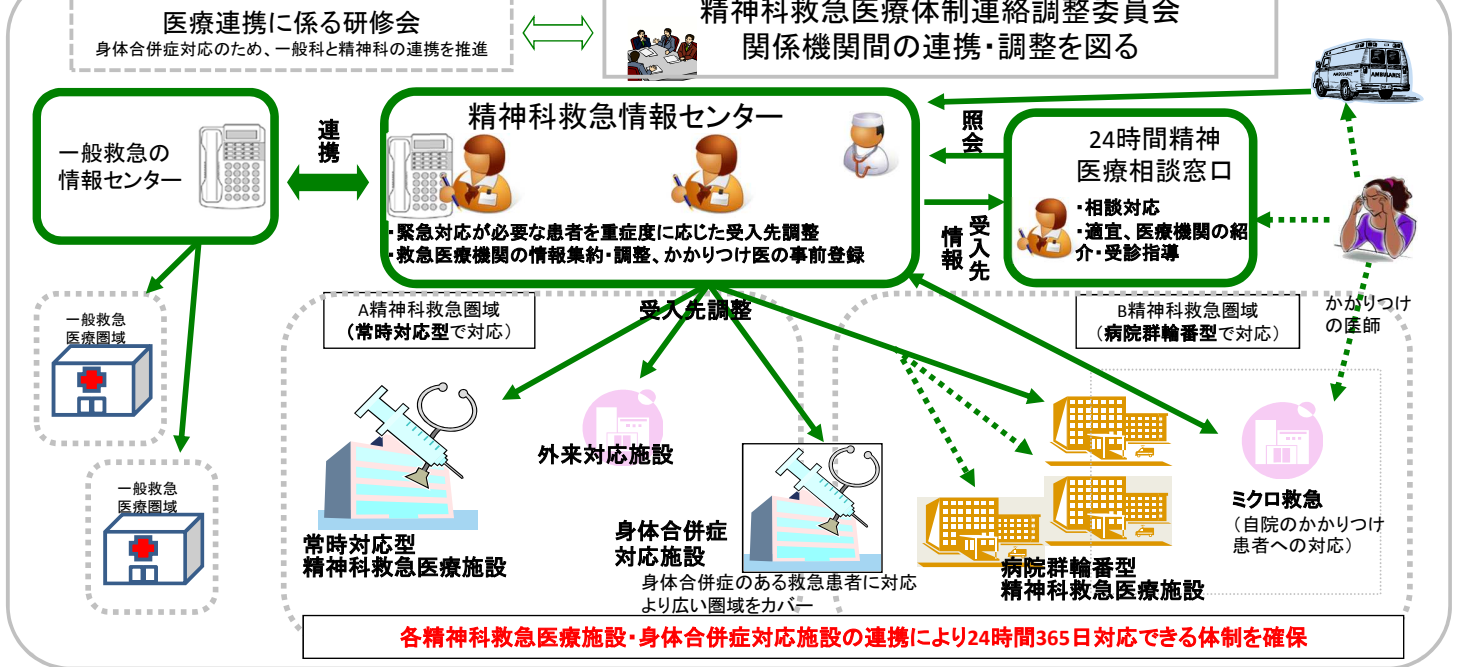 医療連携に係る研修会
身体合併症対応のため、一般科と精神科の連携を推進
精神科救急医療体制連絡調整委員会
関係機関間の連携・調整を図る
AMBULANCE
一般救急の
情報センター
連携
精神科救急情報センター
・緊急対応が必要な患者を重症度に応じた受入先調整
・救急医療機関の情報集約・調整、かかりつけ医の事前登録
照会
受入先
情報
24時間精神
医療相談窓口
・相談対応
・適宜、医療機関の紹
介・受診指導
一般救急
医療圏域
一般救急
医療圏域
A精神科救急圏域
（常時対応型で対応）
受入先調整
B精神科救急圏域
（病院群輪番型で対応）
かかりつけ
の医師
外来対応施設
常時対応型
精神科救急医療施設
身体合併症
対応施設
身体合併症のある救急患者に対応
より広い圏域をカバー
病院群輪番型
精神科救急医療施設
ミクロ救急
（自院のかかりつけ
患者への対応）
各精神科救急医療施設・身体合併症対応施設の連携により24時間365日対応できる体制を確保